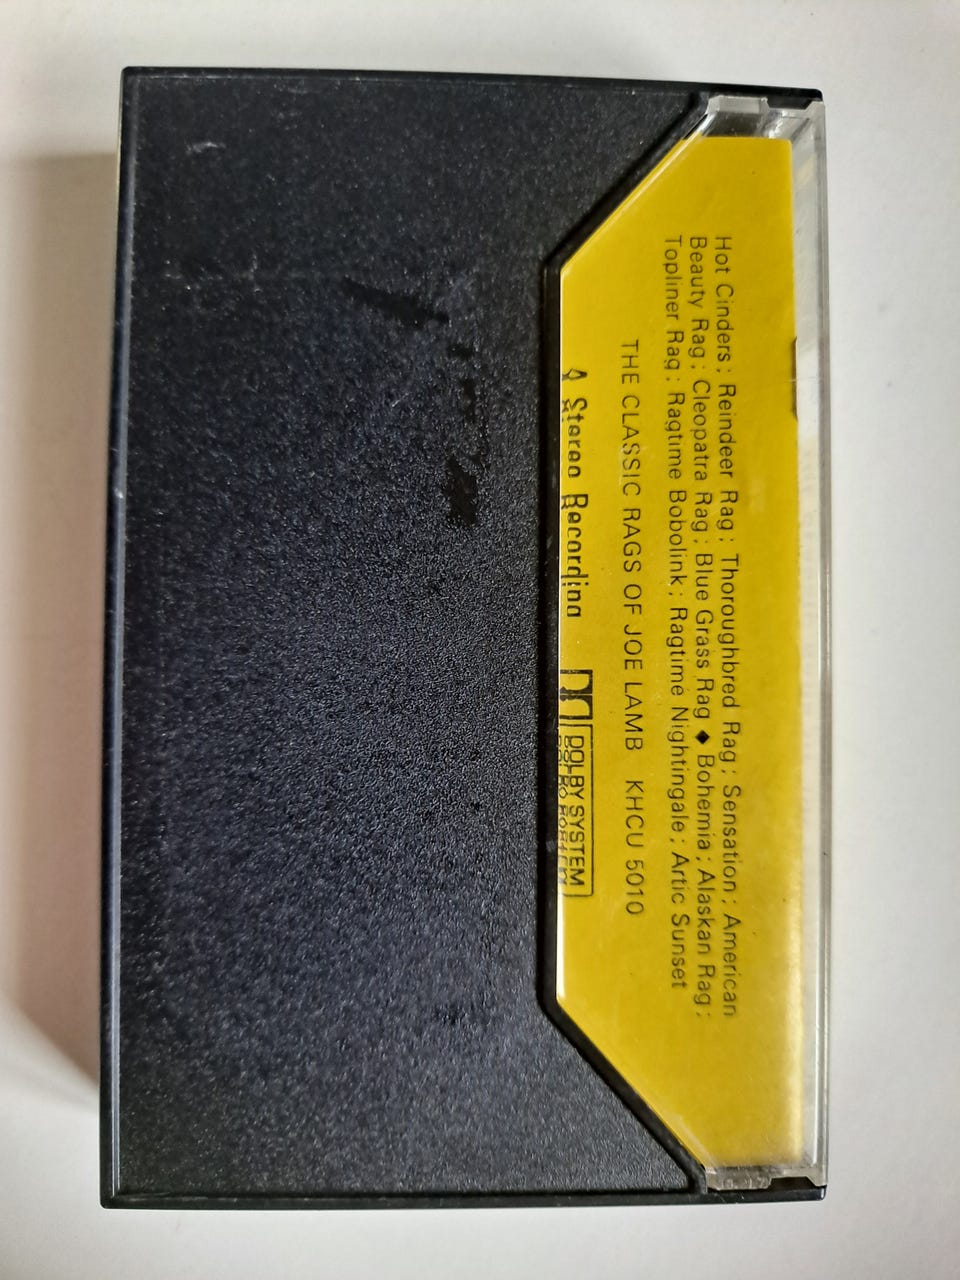 Hot Cinders; Reindeer Rag; Thoroughbred Rag; Sensation; American
Beauty Rag; Cleopatra Rag; Blue Grass Rag ◆ Bohemia; Alaskan Rag;
Topliner Rag; Ragtime Bobolink; Ragtime Nightingale; Artic Sunset
THE CLASSIC RAGS OF JOE LAMB KHCU 5010
Stereo Recording DOLBY SYSTEM